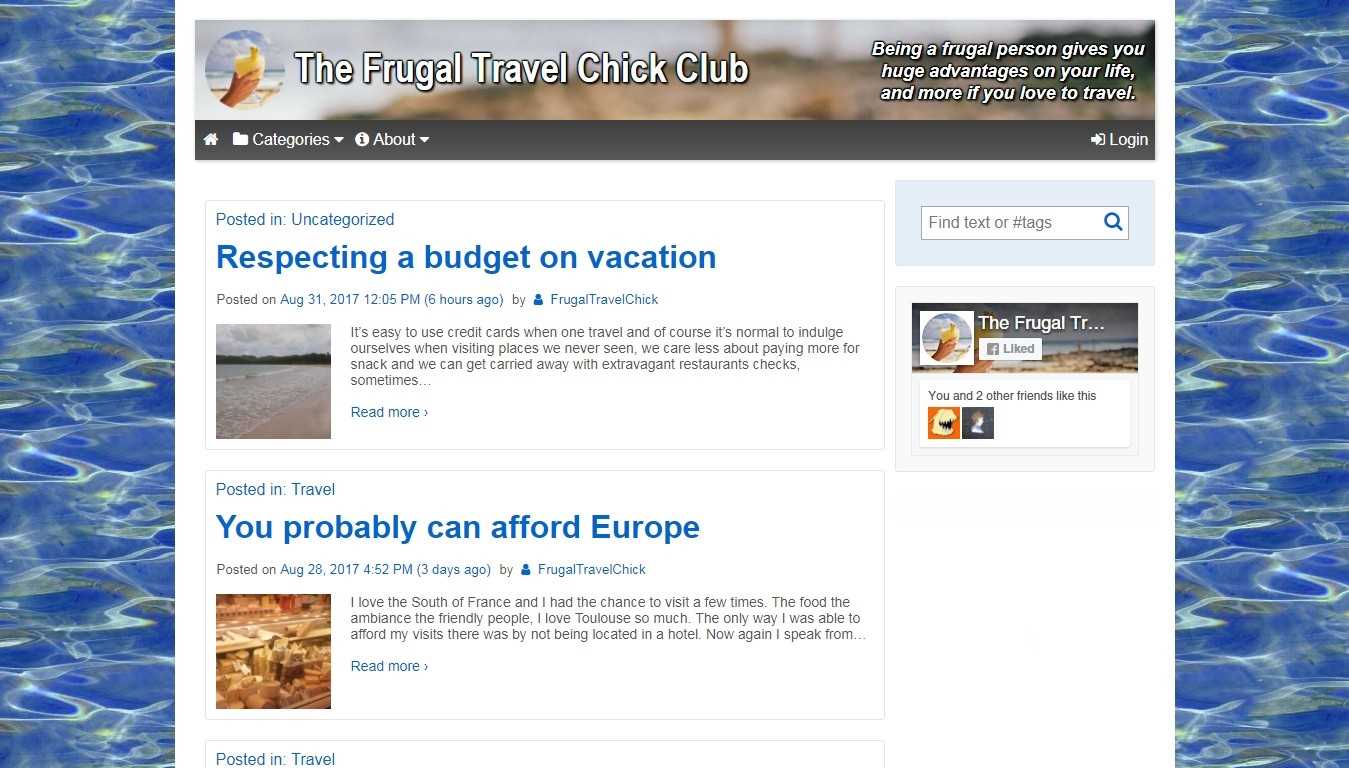 The Frugal Travel Chick Club
Being a frugal person gives you
huge advantages on your life,
and more if you love to travel.
Categories
About
Login
Posted in: Uncategorized
Respecting a budget on vacation
Posted on Aug 31, 2017 12:05 PM (6 hours ago) by FrugalTravelChick
It's easy to use credit cards when one travel and of course it's normal to indulge
ourselves when visiting places we never seen, we care less about paying more for
snack and we can get carried away with extravagant restaurants checks,
sometimes…
Read more ›
Find text or #tags
The Frugal Tr…
Liked
You and 2 other friends like this
Posted in: Travel
You probably can afford Europe
Posted on Aug 28, 2017 4:52 PM (3 days ago) by FrugalTravelChick
I love the South of France and I had the chance to visit a few times. The food the
ambiance the friendly people, I love Toulouse so much. The only way I was able to
afford my visits there was by not being located in a hotel. Now again I speak from…
Read more ›
Posted in: Travel